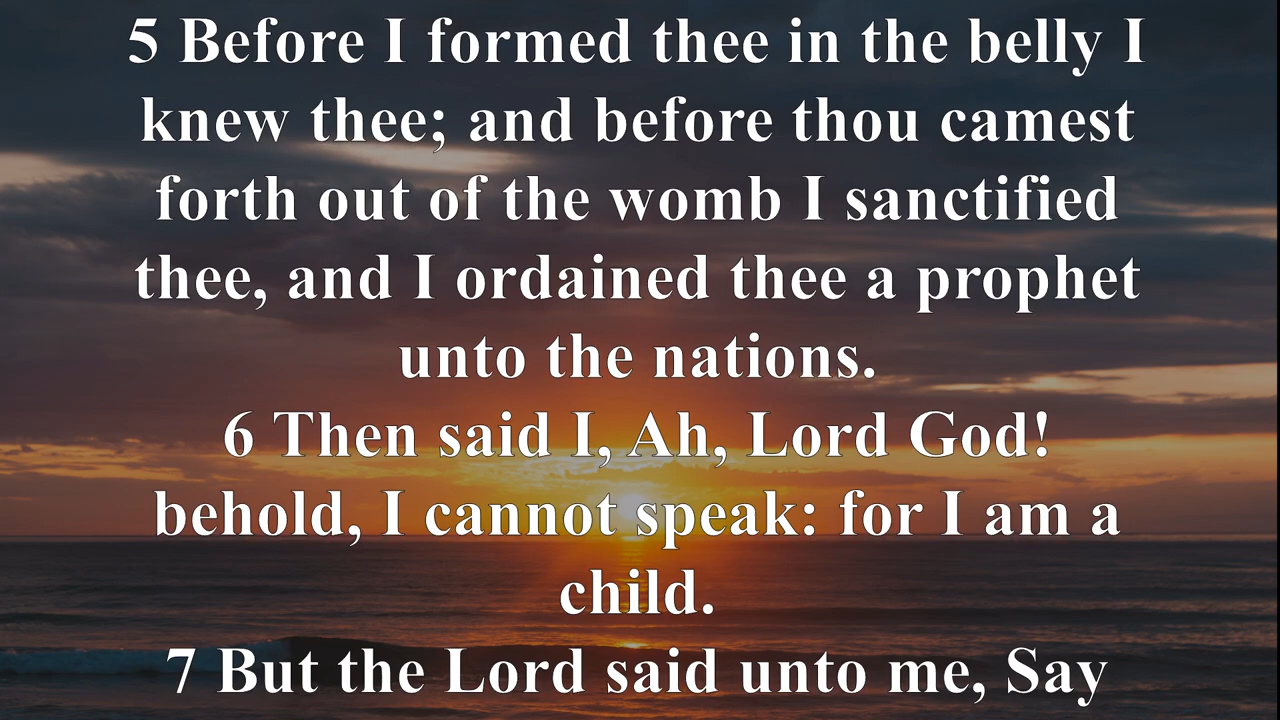 5 Before I formed thee in the belly I
knew thee; and before thou camest
forth out of the womb I sanctified
thee, and I ordained thee a prophet
unto the nations.
6 Then said I, Ah, Lord God!
behold, I cannot speak: for I am a
child.
7 But the Lord said unto me, Say